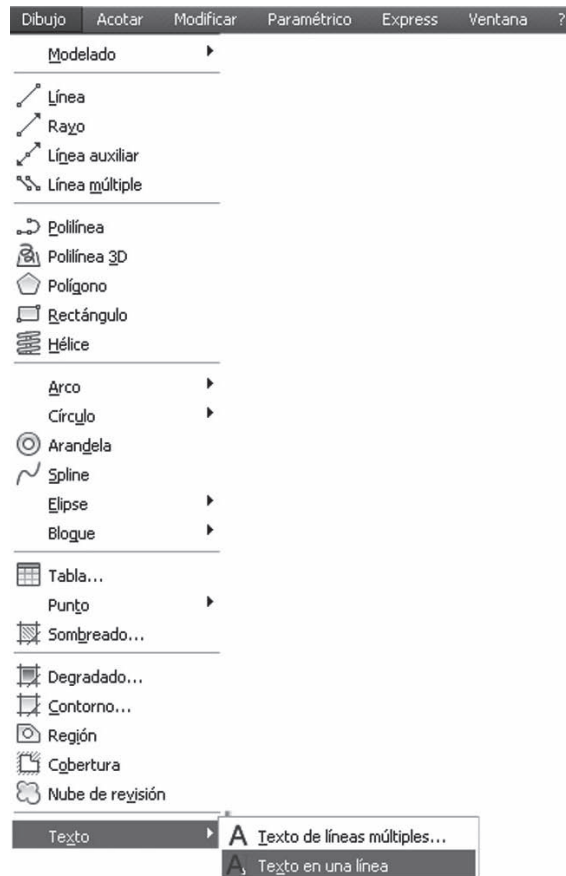 Dibujo Acotar Modificar Paramétrico Express Ventana ?
Modelado
Línea
Rayo
Línea auxiliar
Línea múltiple
Polilínea
Polilínea 3D
Polígono
Rectángulo
Hélice
Arco
Círculo
Arandela
Spline
Elipse
Bloque
Tabla...
Punto
Sombreado...
Degradado...
Contorno...
Región
Cobertura
Nube de revisión
Texto
Texto de líneas múltiples...
Texto en una línea